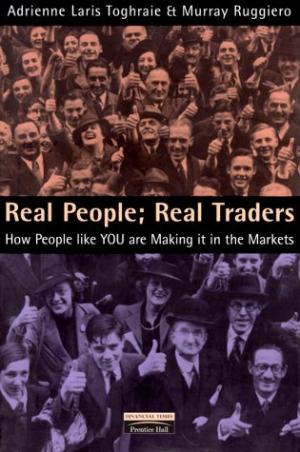 Adrienne Laris Toghraie & Murray Ruggiero
Real People; Real Traders
How People like YOU are Making it in the Markets
FINANCIAL TIMES
Prentice Hall